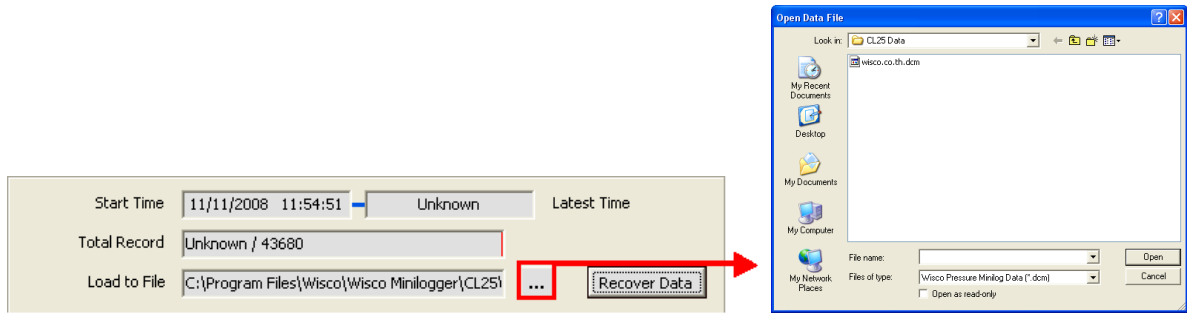 Start Time 11/11/2008 11:54:51 Unknown Latest Time
Total Record Unknown / 43680
Load to File C:\Program Files\Wisco\Wisco Minilogger\CL25\ ... Recover Data
Open Data File
Look in: CL25 Data
wisco.co.th.dcm
My Recent
Documents
Desktop
My Documents
My Computer
My Network
Places
File name: Open
Files of type: Wisco Pressure Minilog Data (*.dcm) Cancel
Open as read-only